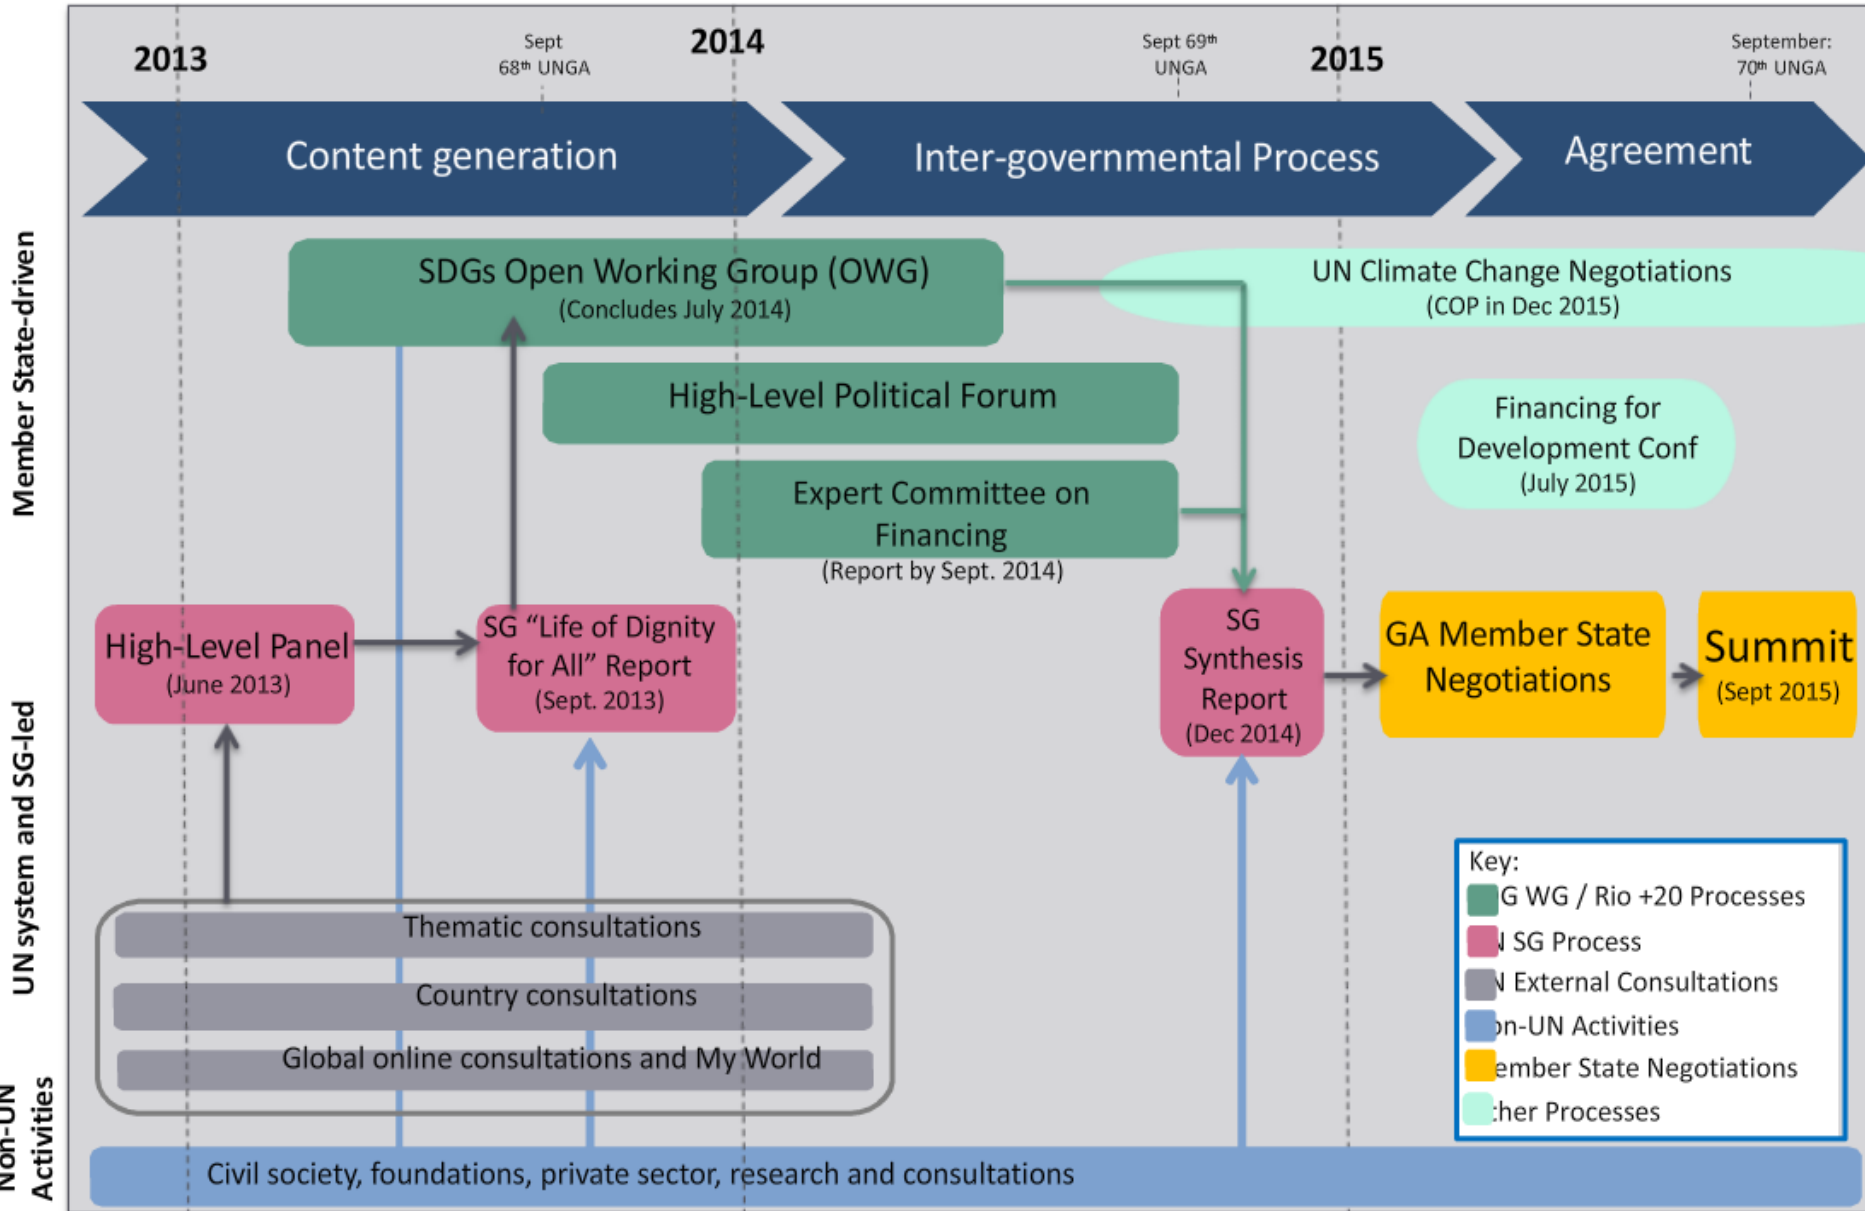 2013
Sept
68th UNGA
2014
Sept 69th
UNGA
2015
September:
70th UNGA
Content generation
Inter-governmental Process
Agreement
Member State-driven
SDGs Open Working Group (OWG)
(Concludes July 2014)
UN Climate Change Negotiations
(COP in Dec 2015)
High-Level Political Forum
Financing for
Development Conf
(July 2015)
Expert Committee on
Financing
(Report by Sept. 2014)
UN system and SG-led
High-Level Panel
(June 2013)
SG “Life of Dignity
for All” Report
(Sept. 2013)
SG
Synthesis
Report
(Dec 2014)
GA Member State
Negotiations
Summit
(Sept 2015)
Thematic consultations
Country consultations
Global online consultations and My World
Key:
G WG / Rio +20 Processes
N SG Process
N External Consultations
on-UN Activities
ember State Negotiations
ther Processes
Non-UN
Activities
Civil society, foundations, private sector, research and consultations